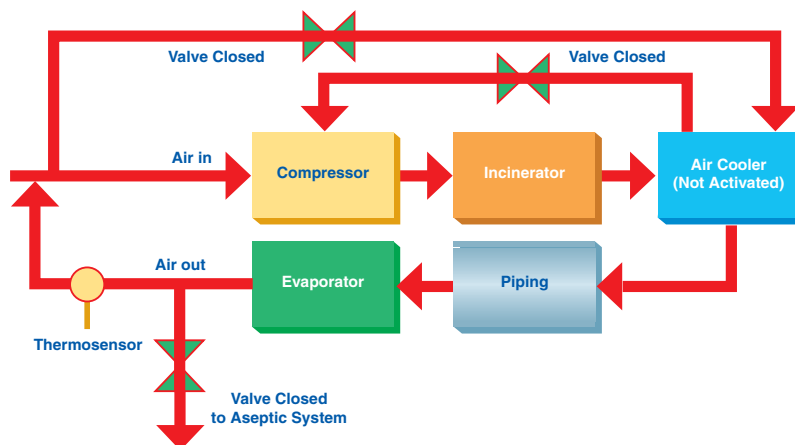 Valve Closed
Valve Closed
Air in
Compressor
Incinerator
Air Cooler
(Not Activated)
Air out
Evaporator
Piping
Thermosensor
Valve Closed
to Aseptic System